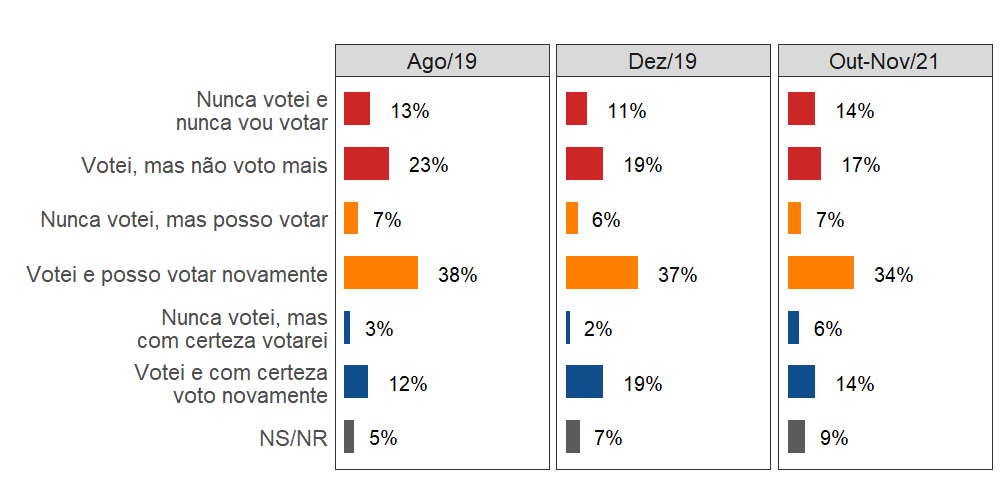 Ago/19 Dez/19 Out-Nov/21
Nunca votei e
nunca vou votar
13% 11% 14%
Votei, mas não voto mais 23% 19% 17%
Nunca votei, mas posso votar 7% 6% 7%
Votei e posso votar novamente 38% 37% 34%
Nunca votei, mas
com certeza votarei
3% 2% 6%
Votei e com certeza
voto novamente
12% 19% 14%
NS/NR 5% 7% 9%